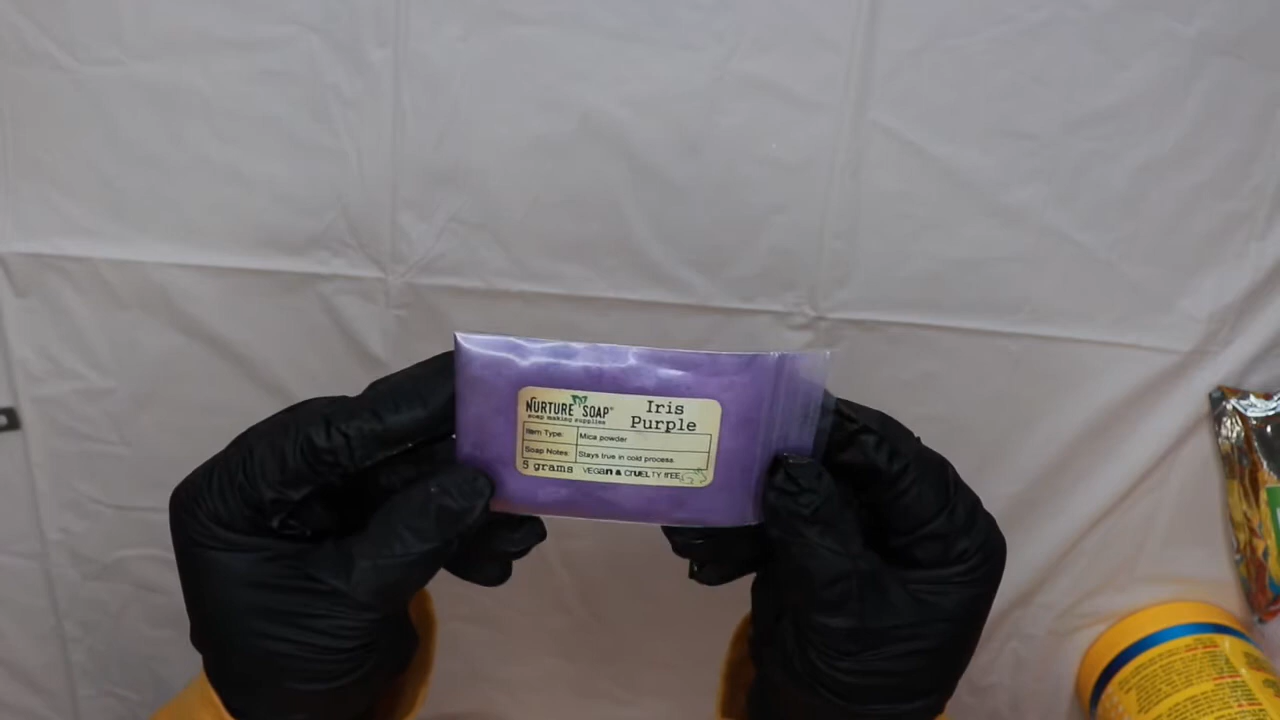 NURTURE SOAP®
soap making supplies
Iris
Purple
Item Type: Mica powder
Soap Notes: Stays true in cold process.
5 grams VEGan & CRUELTY frEE